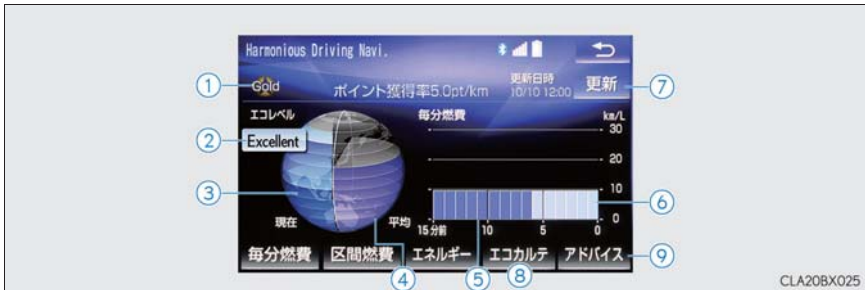 Harmonious Driving Navi.
① Gold ポイント獲得率5.0pt/km 更新日時 10/10 12:00 更新 ⑦
エコレベル 毎分燃費 km/L
② Excellent
30
20
③ 10 ⑥
0
現在 平均 15分前 10 5 0
毎分燃費 区間燃費 エネルギー エコカルテ アドバイス ⑨
④ ⑤ ⑧
CLA20BX025